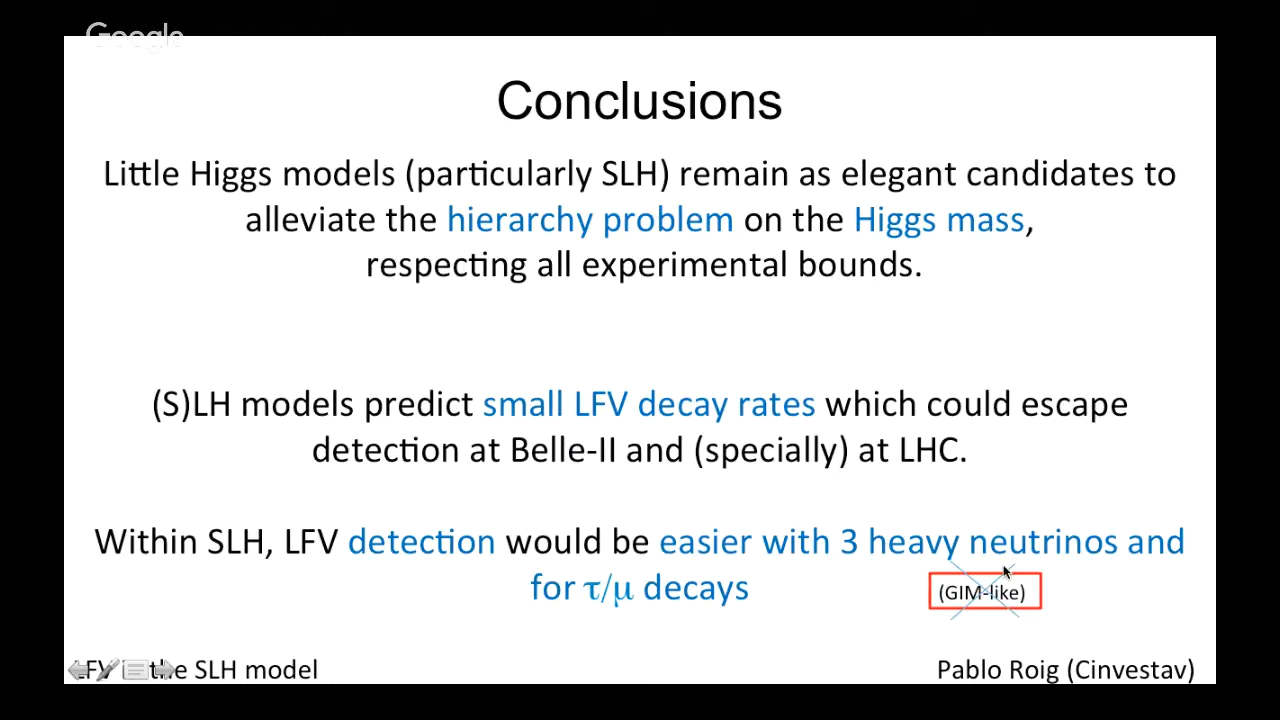 Google
Conclusions
Little Higgs models (particularly SLH) remain as elegant candidates to
alleviate the hierarchy problem on the Higgs mass,
respecting all experimental bounds.
(S)LH models predict small LFV decay rates which could escape
detection at Belle-II and (specially) at LHC.
Within SLH, LFV detection would be easier with 3 heavy neutrinos and
for τ/μ decays
(GIM-like)
LFV in the SLH model
Pablo Roig (Cinvestav)